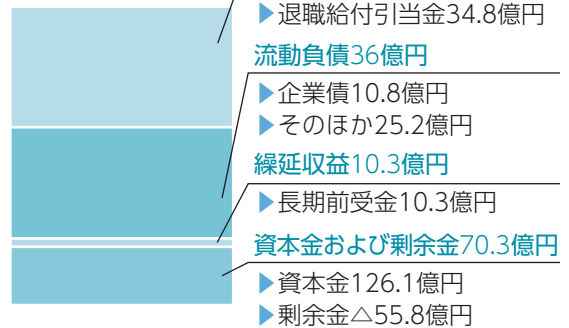 ▶退職給付引当金34.8億円
流動負債36億円
▶企業債10.8億円
▶そのほか25.2億円
繰延収益10.3億円
▶長期前受金10.3億円
資本金および剰余金70.3億円
▶資本金126.1億円
▶剰余金△55.8億円